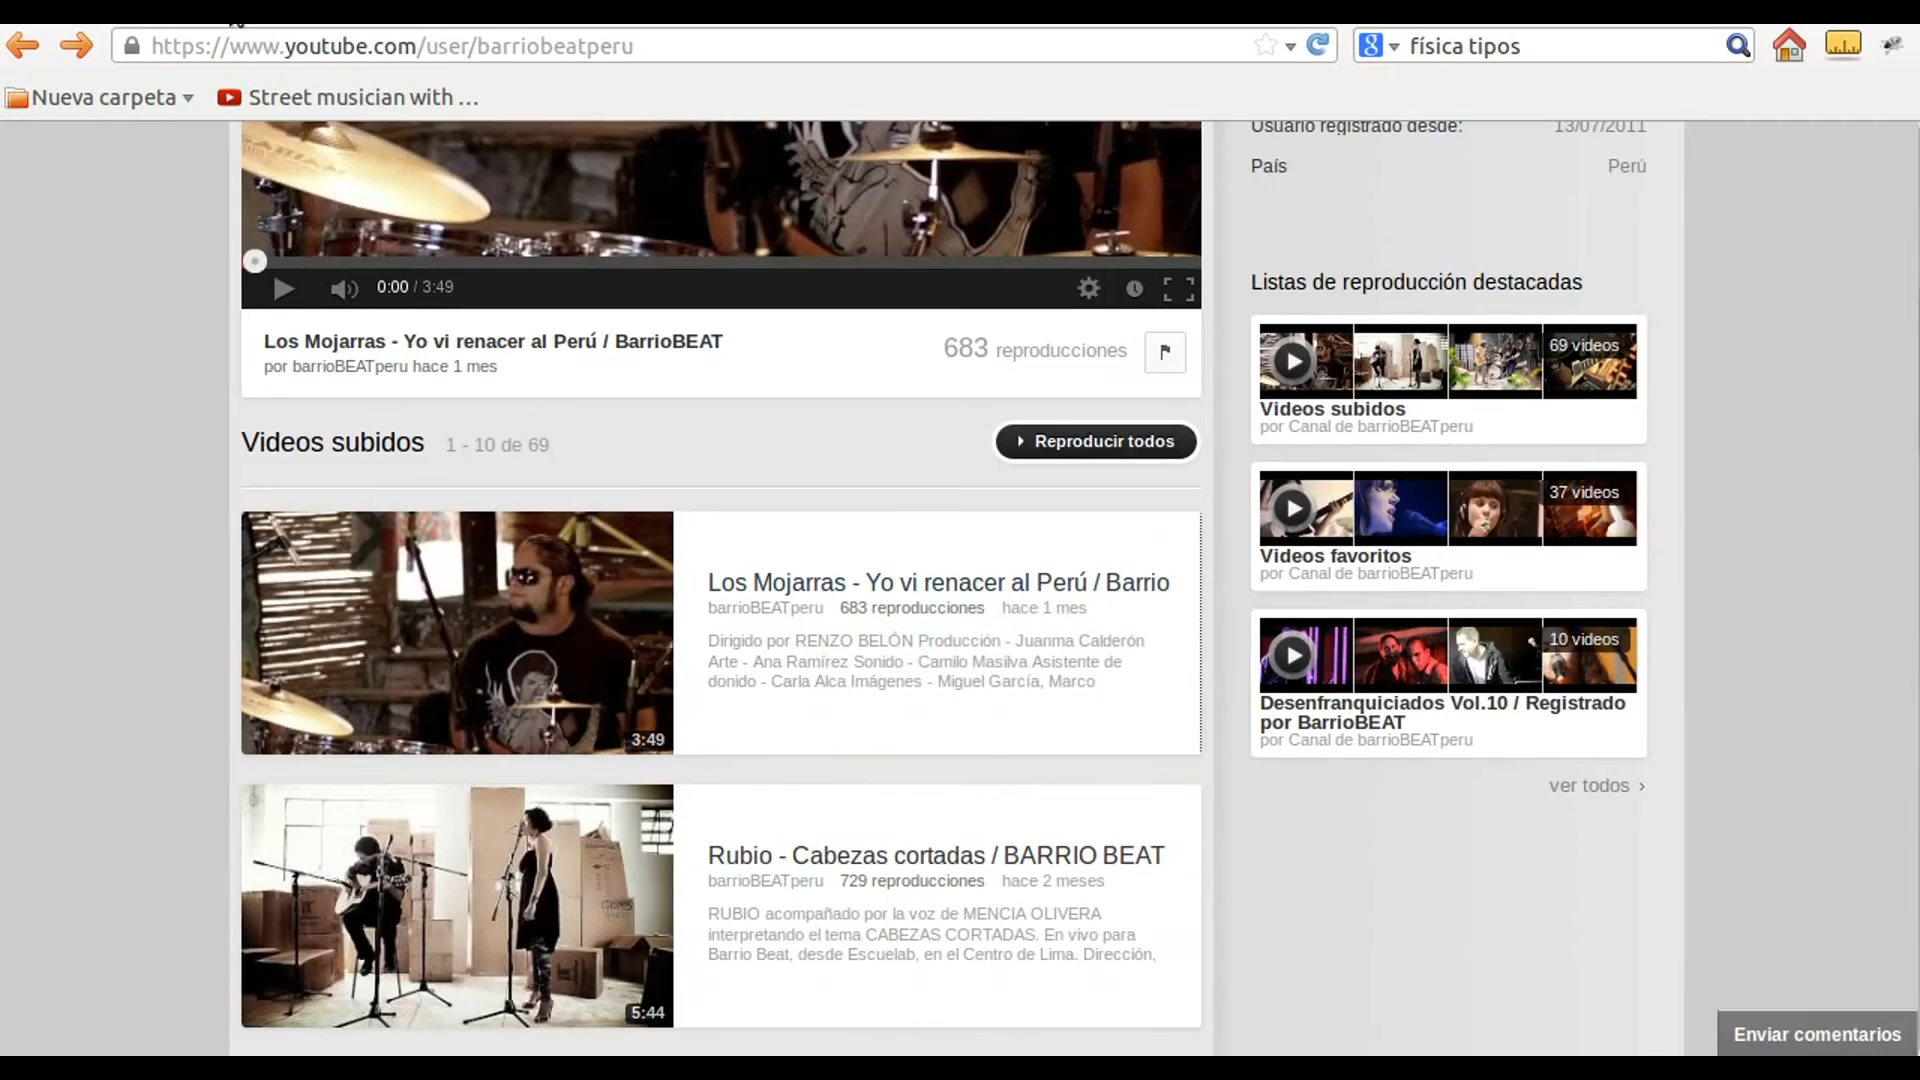 https://www.youtube.com/user/barriobeatperu
física tipos
Nueva carpeta
Street musician with ...
Usuario registrado desde: 13/07/2011
País Perú
0:00 / 3:49
Los Mojarras - Yo vi renacer al Perú / BarrioBEAT
por barrioBEATperu hace 1 mes
683 reproducciones
Videos subidos 1 - 10 de 69
Reproducir todos
3:49
Los Mojarras - Yo vi renacer al Perú / Barrio
barrioBEATperu 683 reproducciones hace 1 mes
Dirigido por RENZO BELÓN Producción - Juanma Calderón
Arte - Ana Ramírez Sonido - Camilo Masilva Asistente de
donido - Carla Alca Imágenes - Miguel García, Marco
5:44
Rubio - Cabezas cortadas / BARRIO BEAT
barrioBEATperu 729 reproducciones hace 2 meses
RUBIO acompañado por la voz de MENCIA OLIVERA
interpretando el tema CABEZAS CORTADAS. En vivo para
Barrio Beat, desde Escuelab, en el Centro de Lima. Dirección,
Listas de reproducción destacadas
69 videos
Videos subidos
por Canal de barrioBEATperu
37 videos
Videos favoritos
por Canal de barrioBEATperu
10 videos
Desenfranquiciados Vol.10 / Registrado
por BarrioBEAT
por Canal de barrioBEATperu
ver todos ›
Enviar comentarios